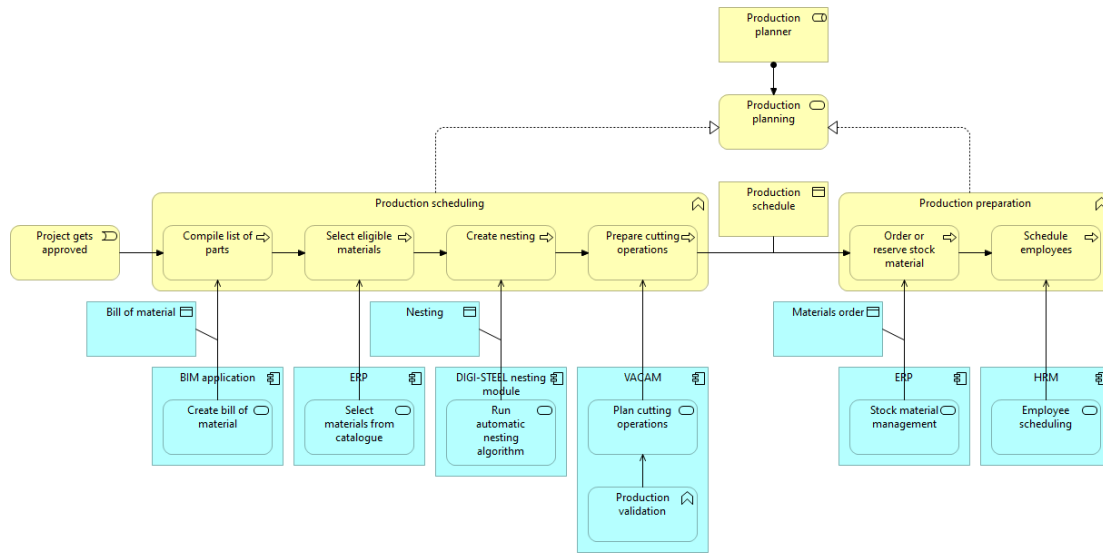 Production
planner
Production
planning
Production scheduling
Production
schedule
Production preparation
Project gets
approved
Compile list of
parts
Select eligible
materials
Create nesting
Prepare cutting
operations
Order or
reserve stock
material
Schedule
employees
Bill of material
Nesting
Materials order
BIM application
ERP
DIGI-STEEL nesting
module
VACAM
ERP
HRM
Create bill of
material
Select
materials from
catalogue
Run
automatic
nesting
algorithm
Plan cutting
operations
Stock material
management
Employee
scheduling
Production
validation